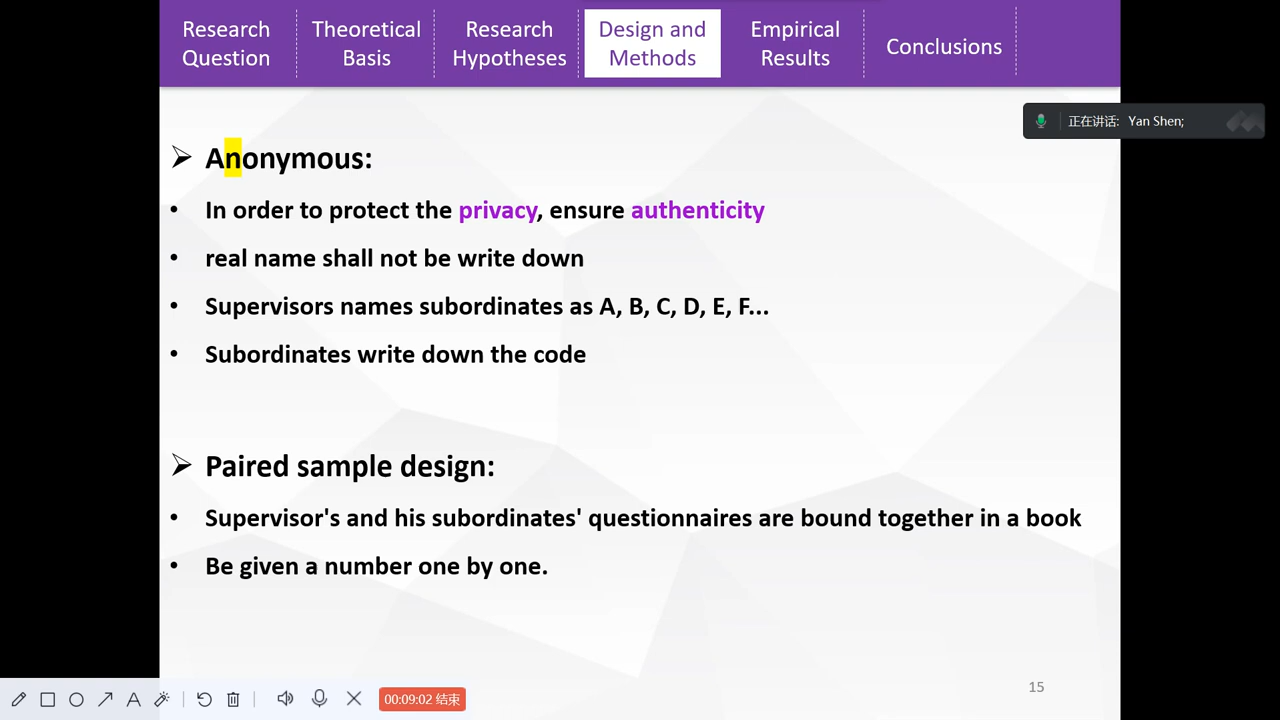 Research Question
Theoretical Basis
Research Hypotheses
Design and Methods
Empirical Results
Conclusions
正在讲话: Yan Shen;
Anonymous:
In order to protect the privacy, ensure authenticity
real name shall not be write down
Supervisors names subordinates as A, B, C, D, E, F...
Subordinates write down the code
Paired sample design:
Supervisor's and his subordinates' questionnaires are bound together in a book
Be given a number one by one.
15
00:09:02 结束